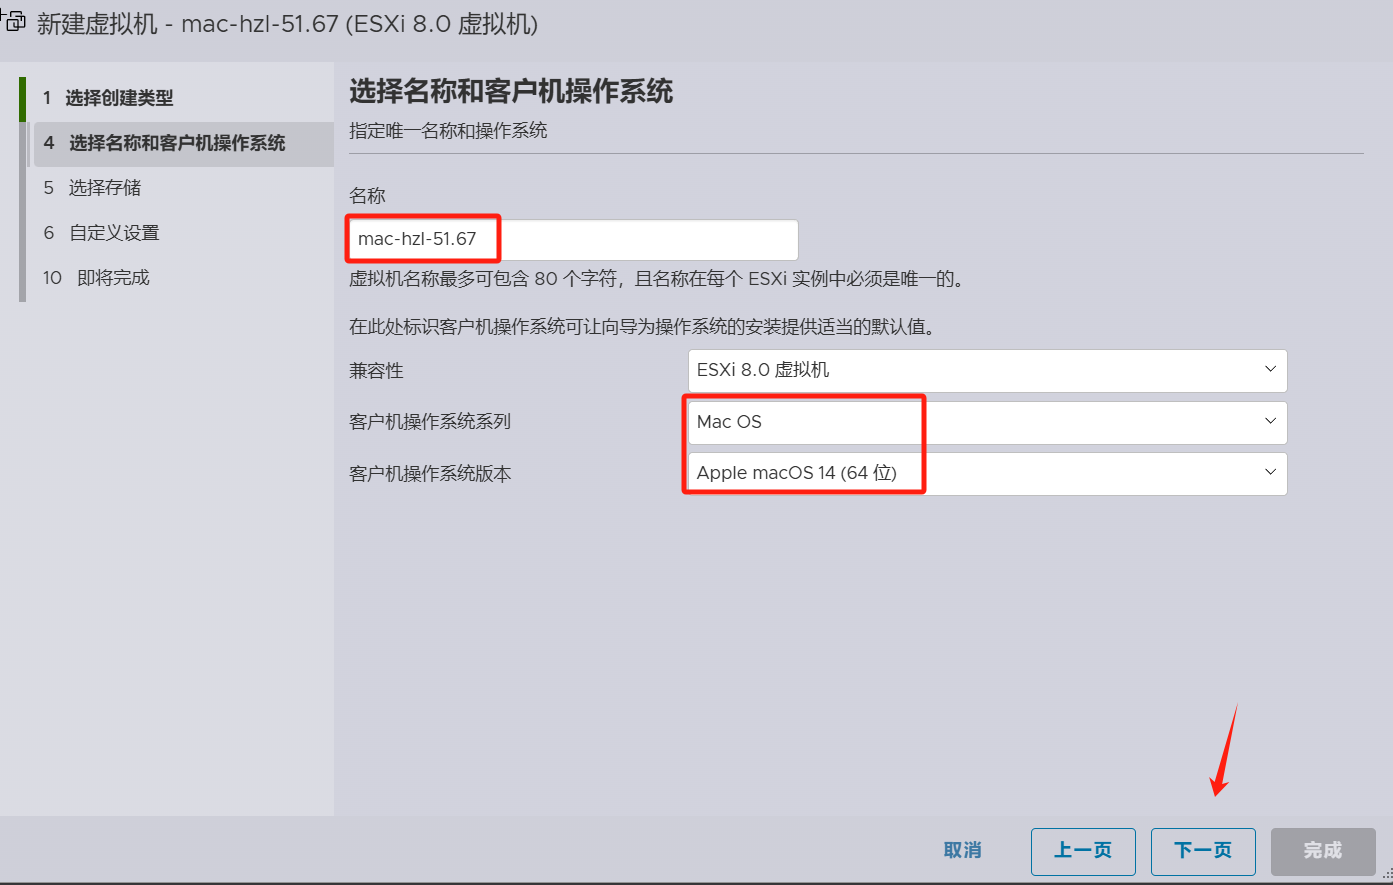 新建虚拟机 - mac-hzl-51.67 (ESXi 8.0 虚拟机)
1 选择创建类型
4 选择名称和客户机操作系统
5 选择存储
6 自定义设置
10 即将完成
选择名称和客户机操作系统
指定唯一名称和操作系统
名称
mac-hzl-51.67
虚拟机名称最多可包含 80 个字符，且名称在每个 ESXi 实例中必须是唯一的。
在此处标识客户机操作系统可让向导为操作系统的安装提供适当的默认值。
兼容性
ESXi 8.0 虚拟机
客户机操作系统系列
Mac OS
客户机操作系统版本
Apple macOS 14 (64 位)
取消
上一页
下一页
完成